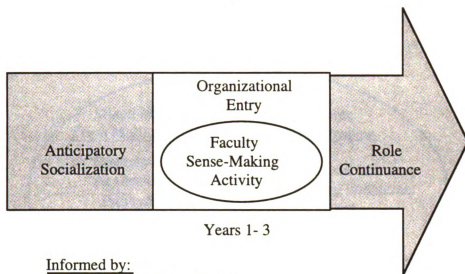 Organizational
Entry
Faculty
Sense-Making
Activity
Anticipatory
Socialization
Role
Continuance
Years 1- 3
Informed by: